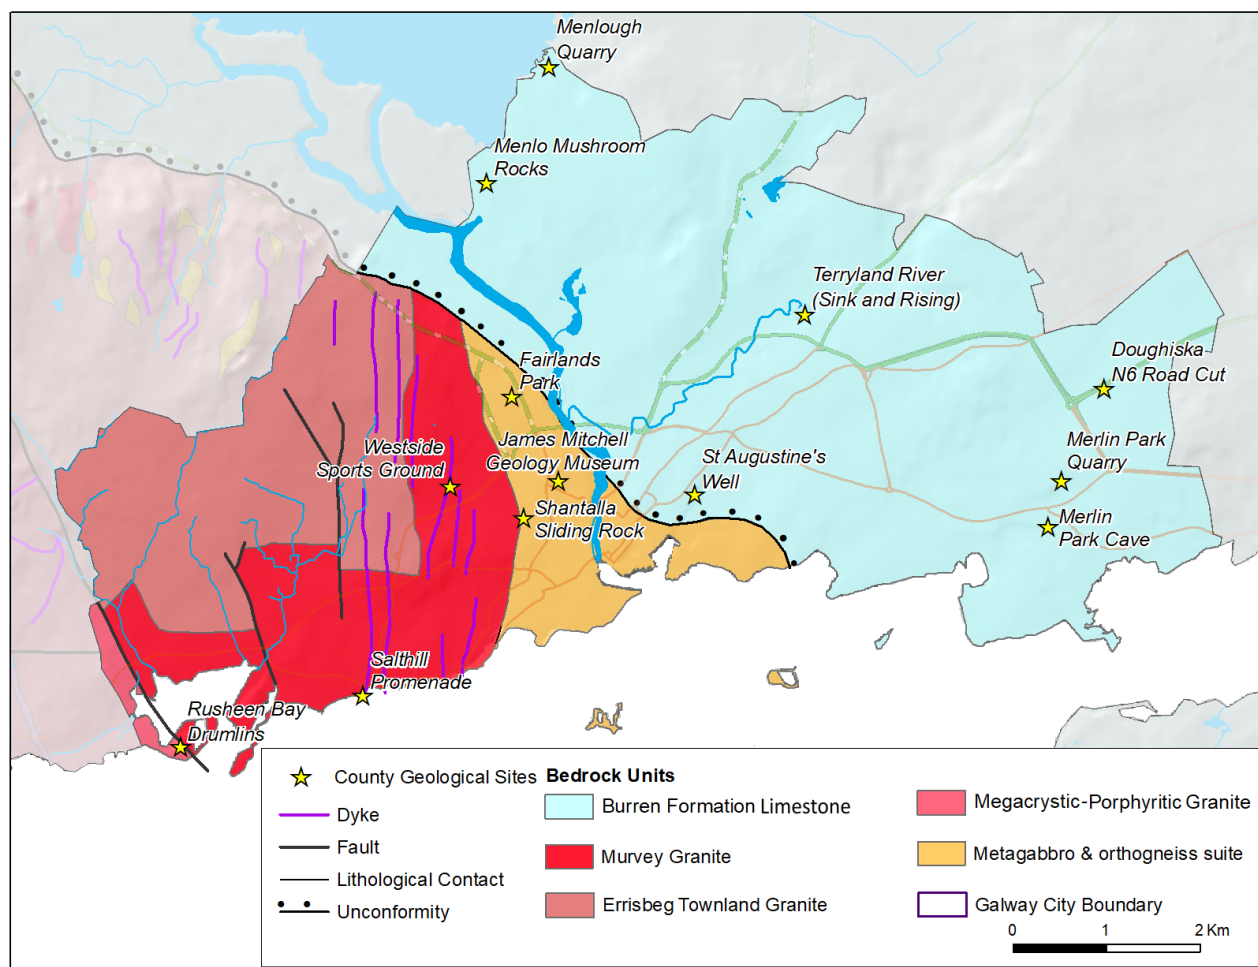 Menlough
Quarry
Menlo Mushroom
Rocks
Terryland River
(Sink and Rising)
Doughiska
N6 Road Cut
Fairlands
Park
James Mitchell
Geology Museum
Westside
Sports Ground
St Augustine's
Well
Merlin Park
Quarry
Shantalla
Sliding Rock
Merlin
Park Cave
Salthill
Promenade
Rusheen Bay
Drumlins
County Geological Sites
Dyke
Fault
Lithological Contact
Unconformity
Bedrock Units
Burren Formation Limestone
Murvey Granite
Errisbeg Townland Granite
Megacrystic-Porphyritic Granite
Metagabbro & orthogneiss suite
Galway City Boundary
0 1 2 Km